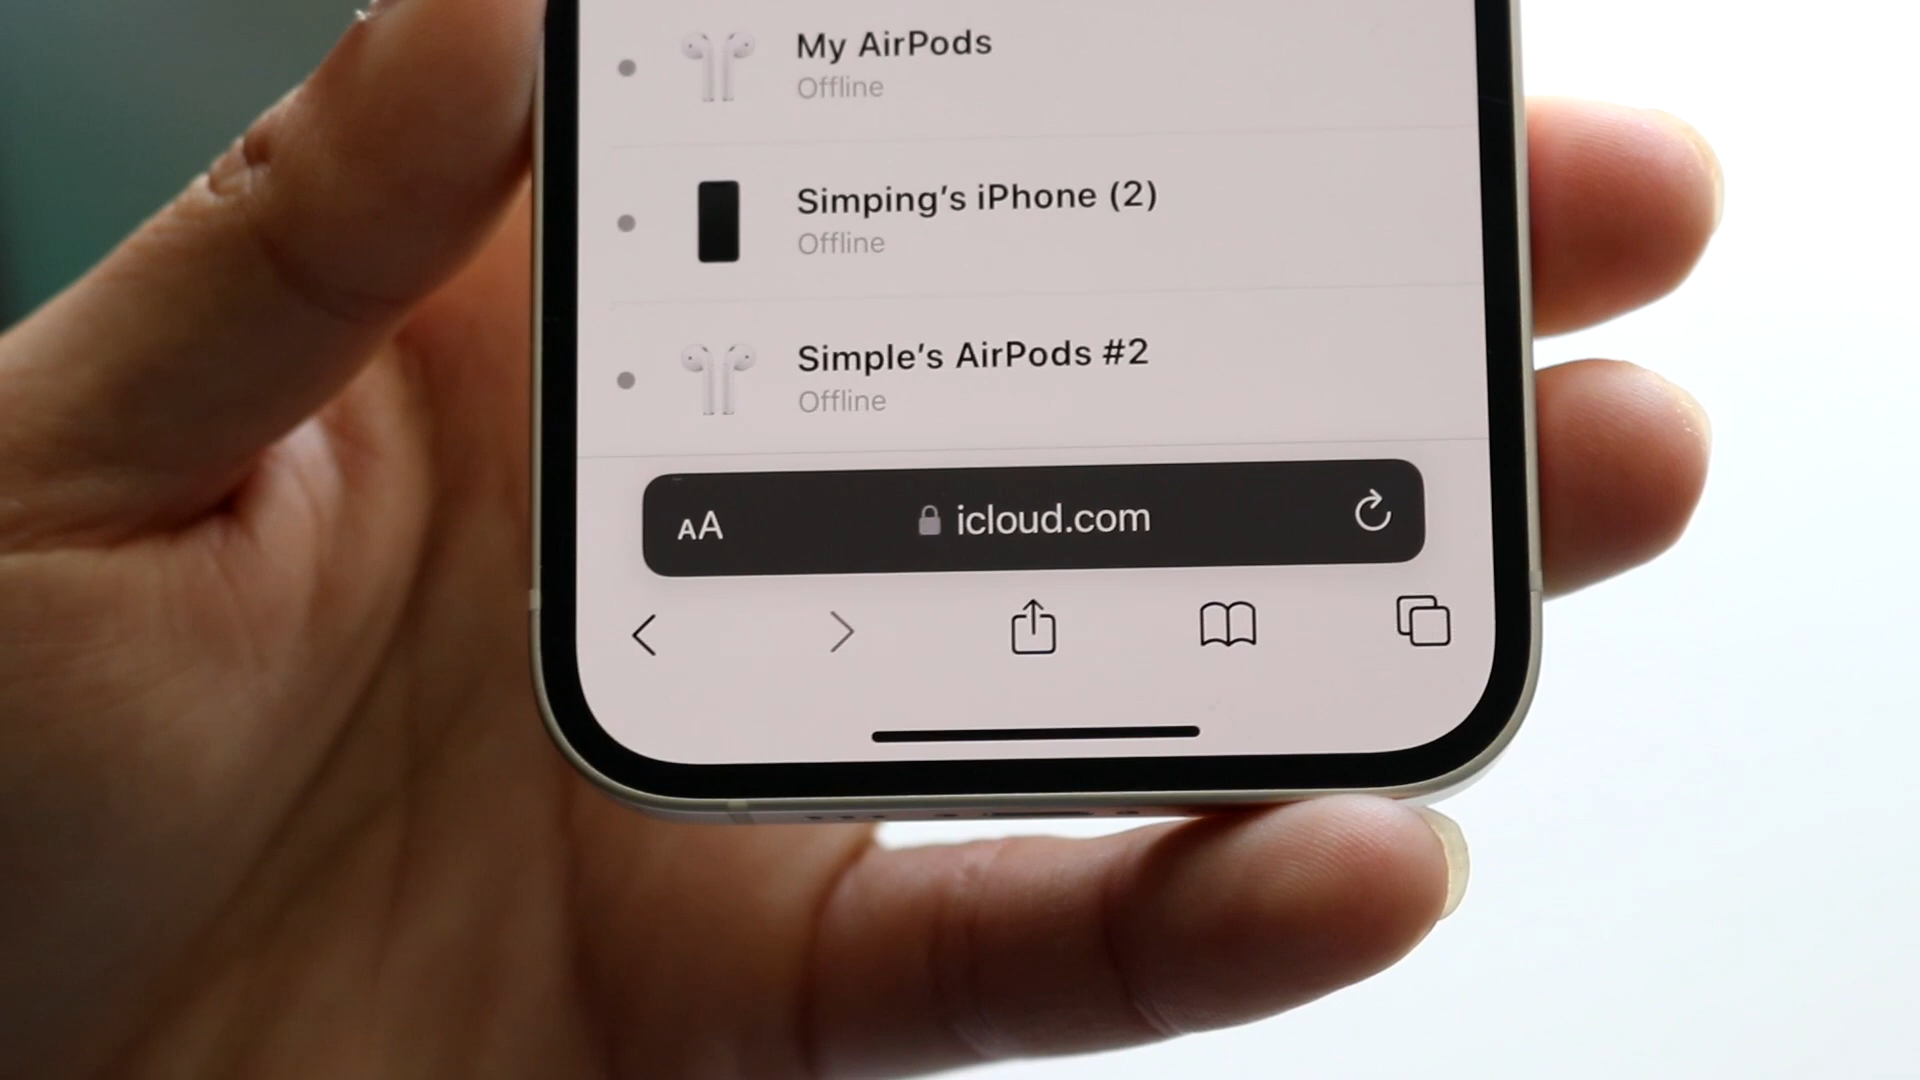 My AirPods
Offline
Simping’s iPhone (2)
Offline
Simple’s AirPods #2
Offline
AA icloud.com